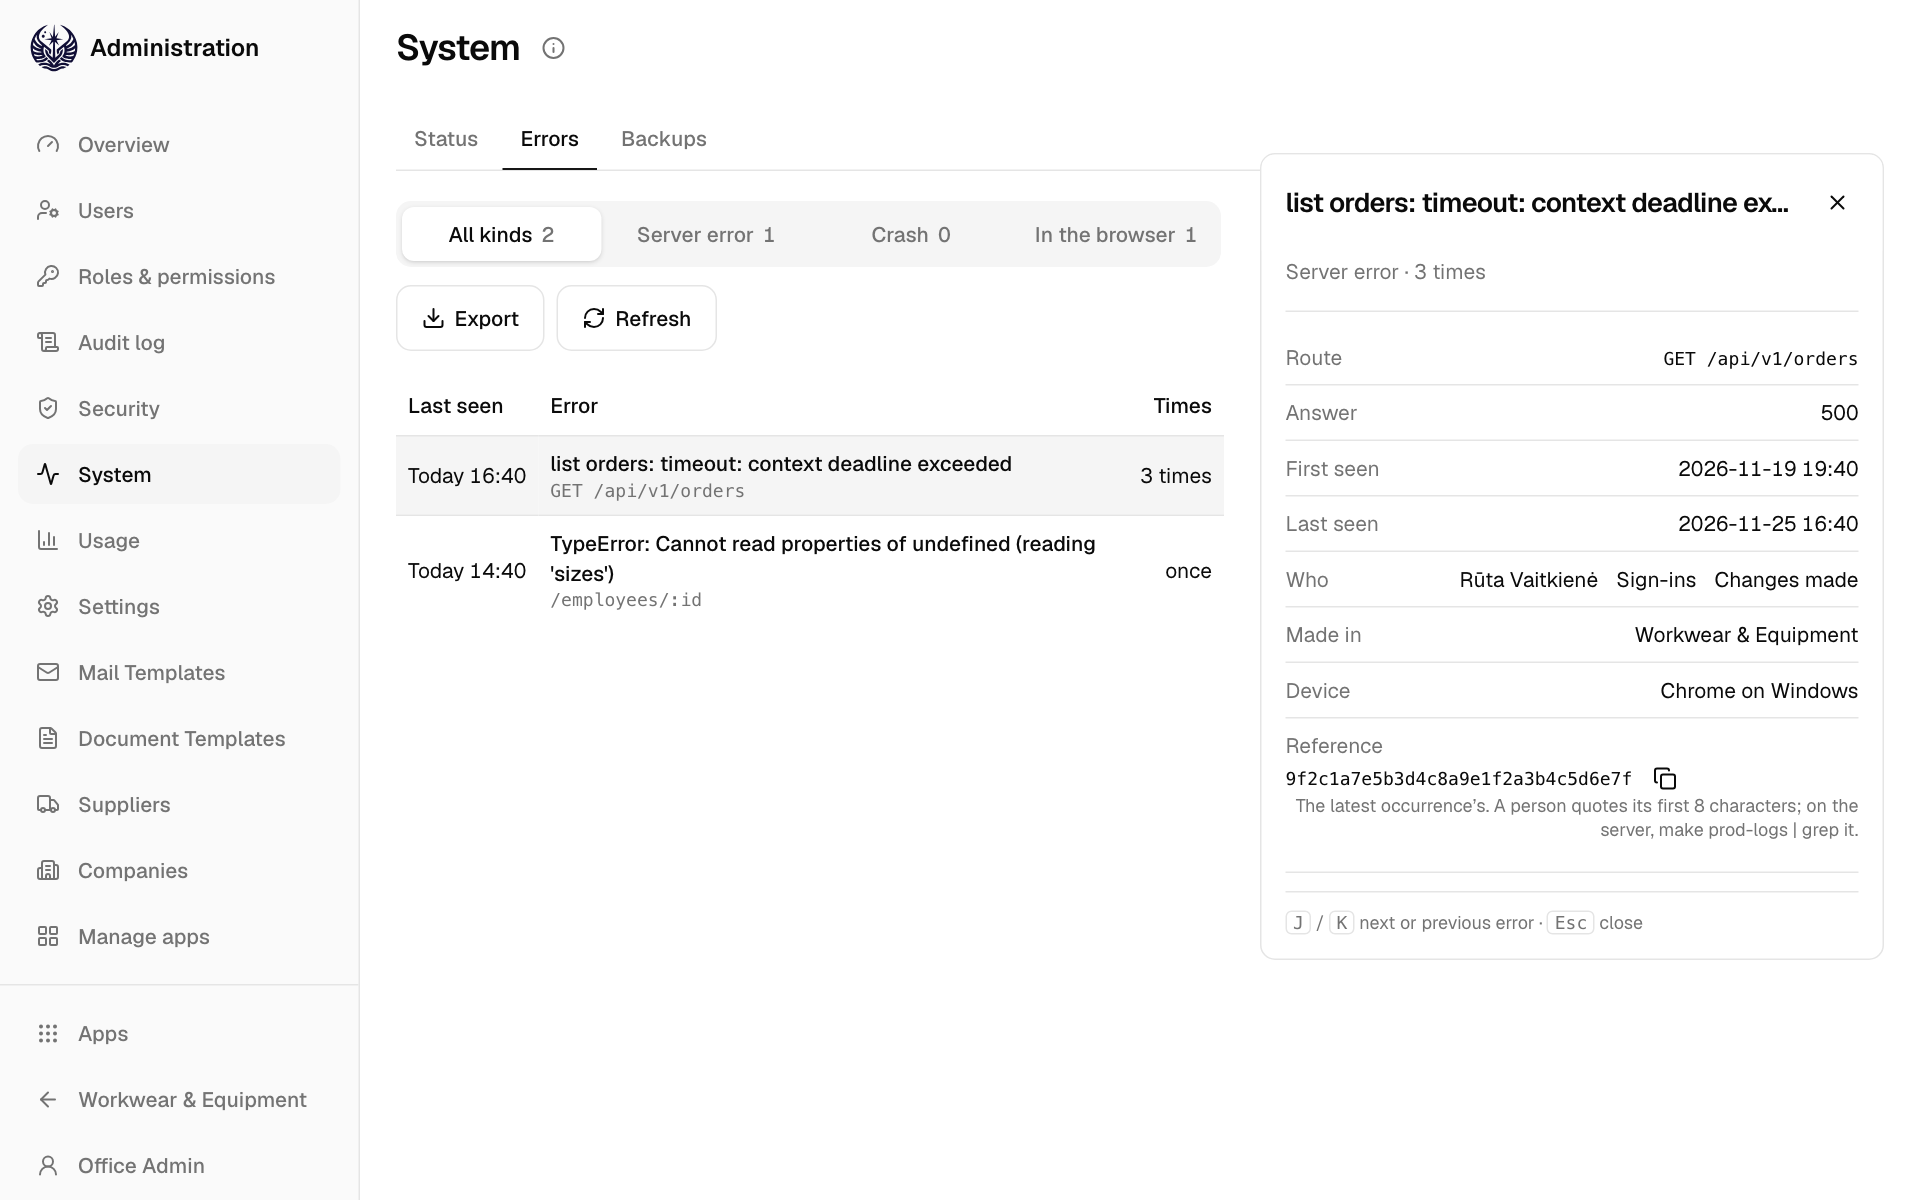 Administration
Overview
Users
Roles & permissions
Audit log
Security
System
Usage
Settings
Mail Templates
Document Templates
Suppliers
Companies
Manage apps
Apps
Workwear & Equipment
Office Admin
System
Status Errors Backups
All kinds 2 Server error 1 Crash 0 In the browser 1
Export Refresh
Last seen Error Times
Today 16:40 list orders: timeout: context deadline exceeded 3 times
GET /api/v1/orders
Today 14:40 TypeError: Cannot read properties of undefined (reading
'sizes') once
/employees/:id
list orders: timeout: context deadline ex...
Server error · 3 times
Route GET /api/v1/orders
Answer 500
First seen 2026-11-19 19:40
Last seen 2026-11-25 16:40
Who Rūta Vaitkienė Sign-ins Changes made
Made in Workwear & Equipment
Device Chrome on Windows
Reference
9f2c1a7e5b3d4c8a9e1f2a3b4c5d6e7f
The latest occurrence’s. A person quotes its first 8 characters; on the
server, make prod-logs | grep it.
J / K next or previous error · Esc close